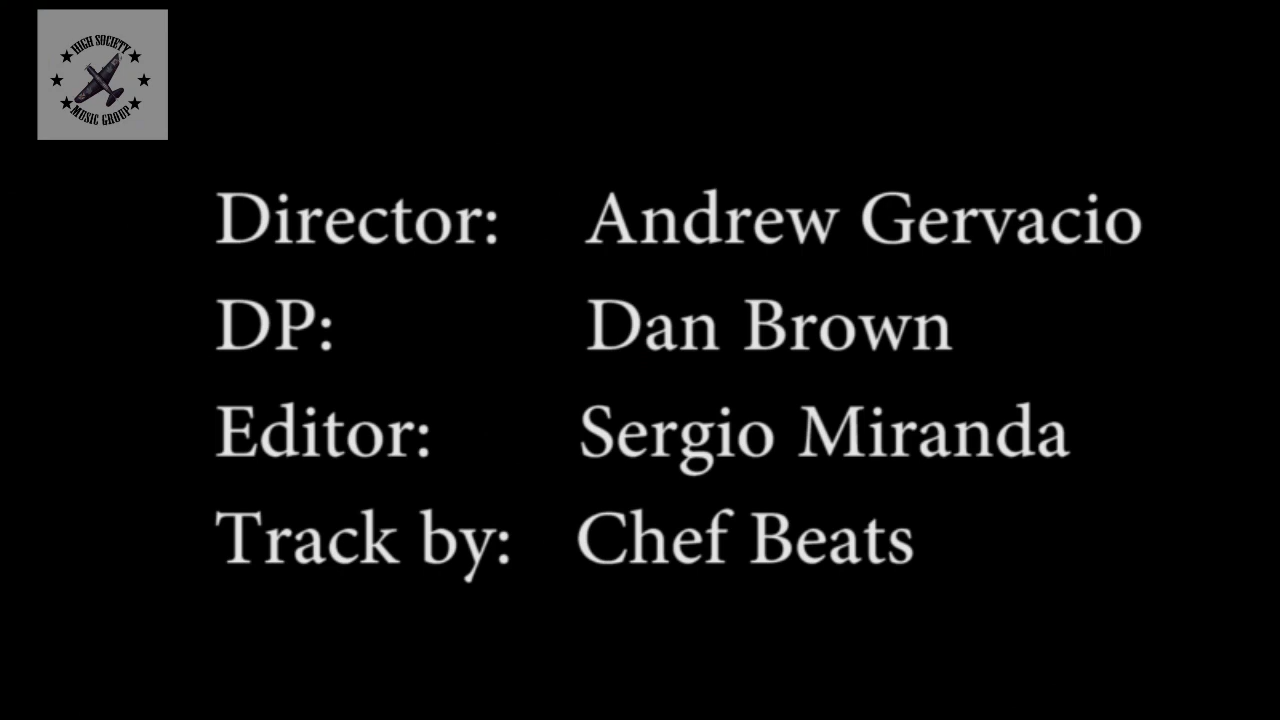 HIGH SOCIETY
MUSIC GROUP
Director: Andrew Gervacio
DP: Dan Brown
Editor: Sergio Miranda
Track by: Chef Beats